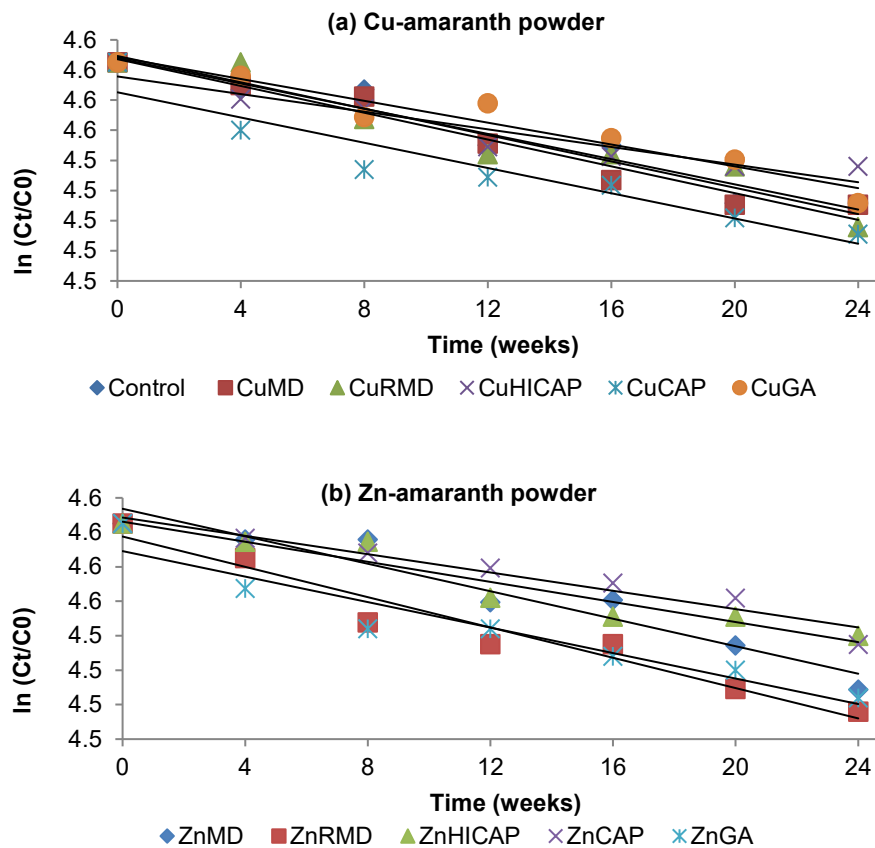 (a) Cu-amaranth powder
4.6
4.6
4.6
4.6
4.5
4.5
4.5
4.5
4.5
ln (Ct/C0)
0 4 8 12 16 20 24
Time (weeks)
Control CuMD CuRMD CuHICAP CuCAP CuGA
(b) Zn-amaranth powder
4.6
4.6
4.6
4.6
4.5
4.5
4.5
4.5
ln (Ct/C0)
0 4 8 12 16 20 24
Time (weeks)
ZnMD ZnRMD ZnHICAP ZnCAP ZnGA